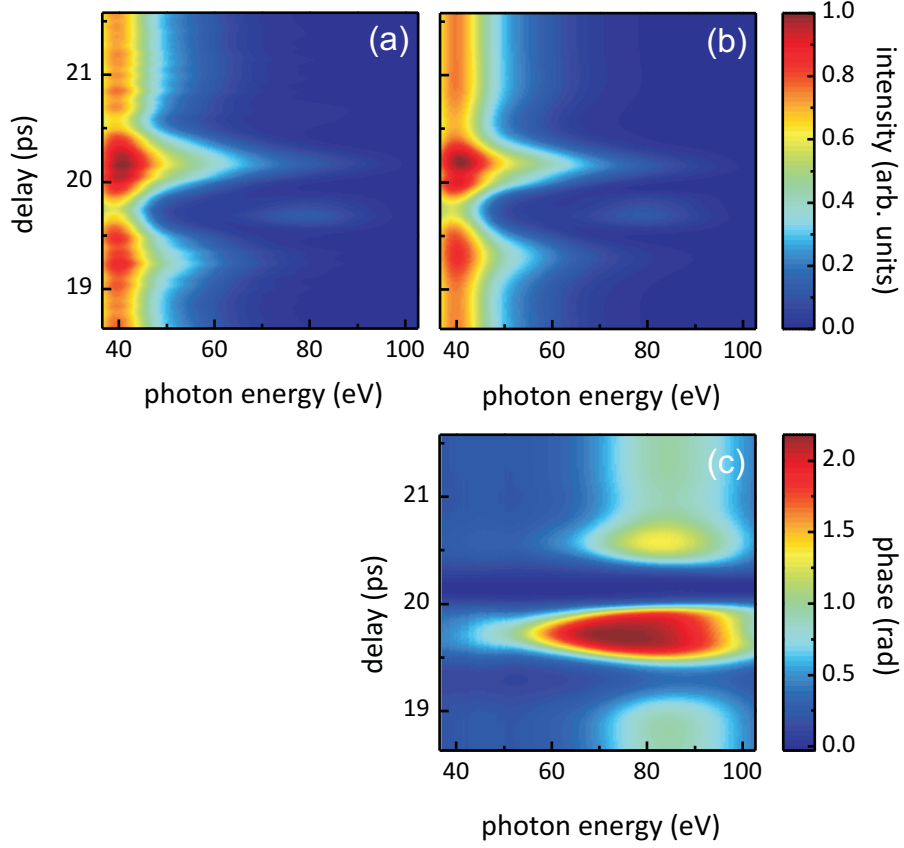 (a)
(b)
21
20
19
delay (ps)
40 60 80 100
photon energy (eV)
40 60 80 100
photon energy (eV)
1.0
0.8
0.6
0.4
0.2
0.0
intensity (arb. units)
(c)
21
20
19
delay (ps)
40 60 80 100
photon energy (eV)
2.0
1.5
1.0
0.5
0.0
phase (rad)